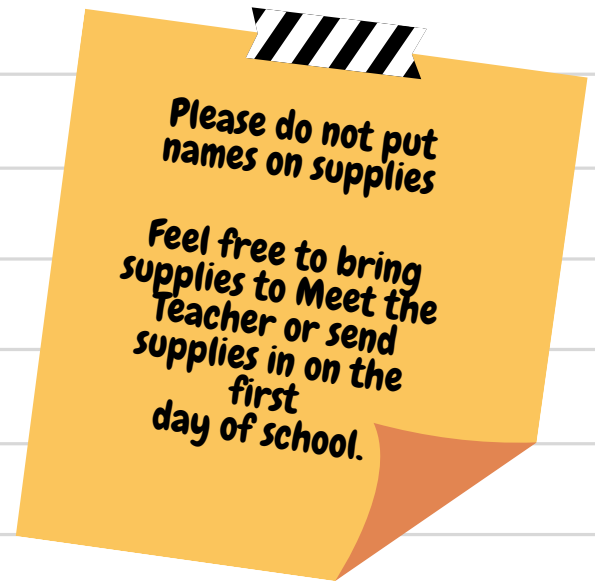 Please do not put
names on supplies
Feel free to bring
supplies to Meet the
Teacher or send
supplies in on the
first
day of school.